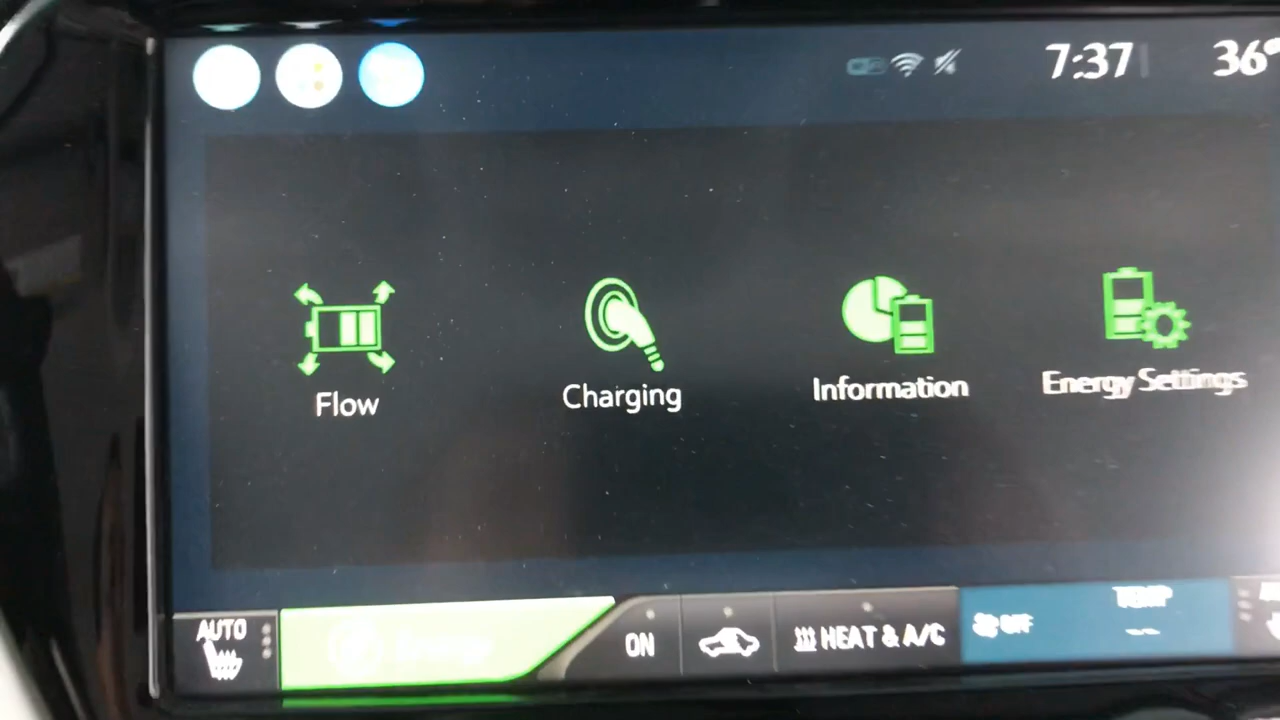 7:37 36°
Flow
Charging
Information
Energy Settings
AUTO
ON
HEAT & A/C
OFF
TEMP